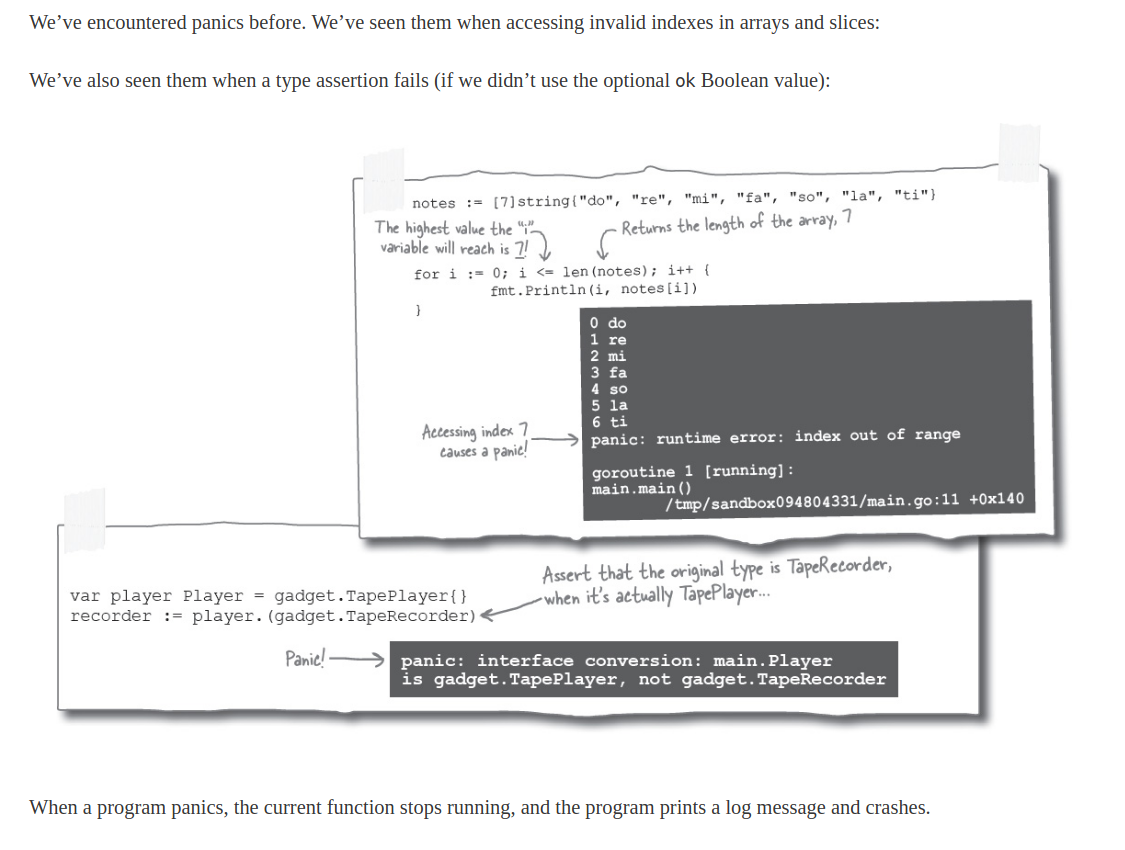 We’ve encountered panics before. We’ve seen them when accessing invalid indexes in arrays and slices:
We’ve also seen them when a type assertion fails (if we didn’t use the optional ok Boolean value):
notes := [7]string{"do", "re", "mi", "fa", "so", "la", "ti"}
The highest value the "i"
variable will reach is 7!
Returns the length of the array, 7
for i := 0; i <= len(notes); i++ {
fmt.Println(i, notes[i])
}
0 do
1 re
2 mi
3 fa
4 so
5 la
6 ti
Accessing index 7
causes a panic!
panic: runtime error: index out of range
goroutine 1 [running]:
main.main()
/tmp/sandbox094804331/main.go:11 +0x140
Assert that the original type is TapeRecorder,
when it's actually TapePlayer...
var player Player = gadget.TapePlayer{}
recorder := player.(gadget.TapeRecorder)
Panic!
panic: interface conversion: main.Player
is gadget.TapePlayer, not gadget.TapeRecorder
When a program panics, the current function stops running, and the program prints a log message and crashes.